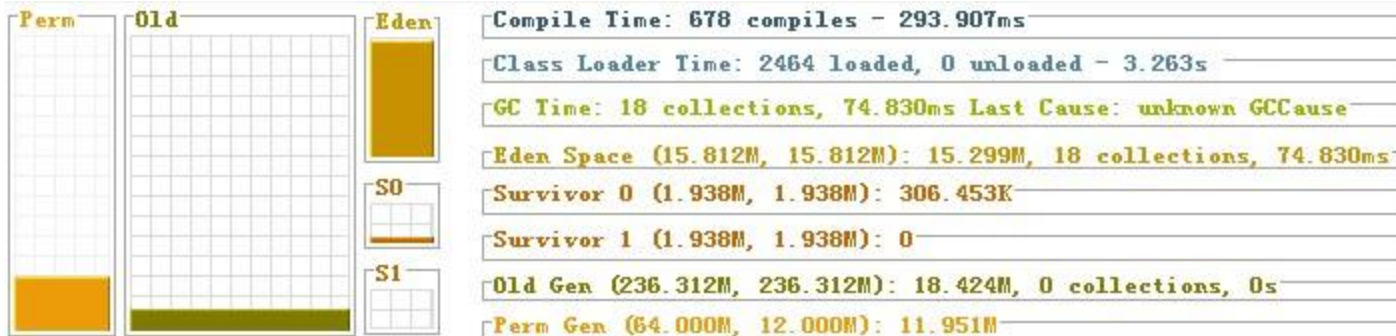 Perm
Old
Eden
S0
S1
Compile Time: 678 compiles - 293.907ms
Class Loader Time: 2464 loaded, 0 unloaded - 3.263s
GC Time: 18 collections, 74.830ms Last Cause: unknown GCCause
Eden Space (15.812M, 15.812M): 15.299M, 18 collections, 74.830ms
Survivor 0 (1.938M, 1.938M): 306.453K
Survivor 1 (1.938M, 1.938M): 0
Old Gen (236.312M, 236.312M): 18.424M, 0 collections, 0s
Perm Gen (64.000M, 12.000M): 11.951M